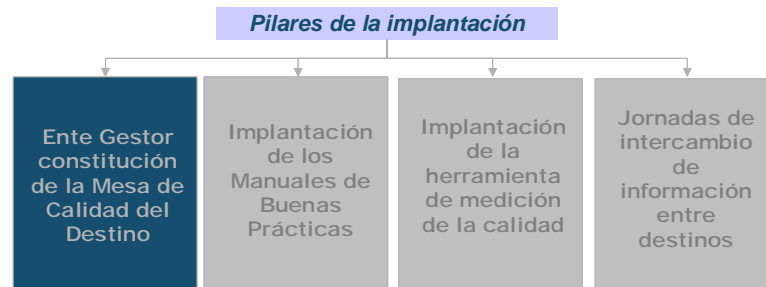 Pilares de la implantación
Ente Gestor
constitución
de la Mesa de
Calidad del
Destino
Implantación
de los
Manuales de
Buenas
Prácticas
Implantación
de la
herramienta
de medición
de la calidad
Jornadas de
intercambio
de
información
entre
destinos